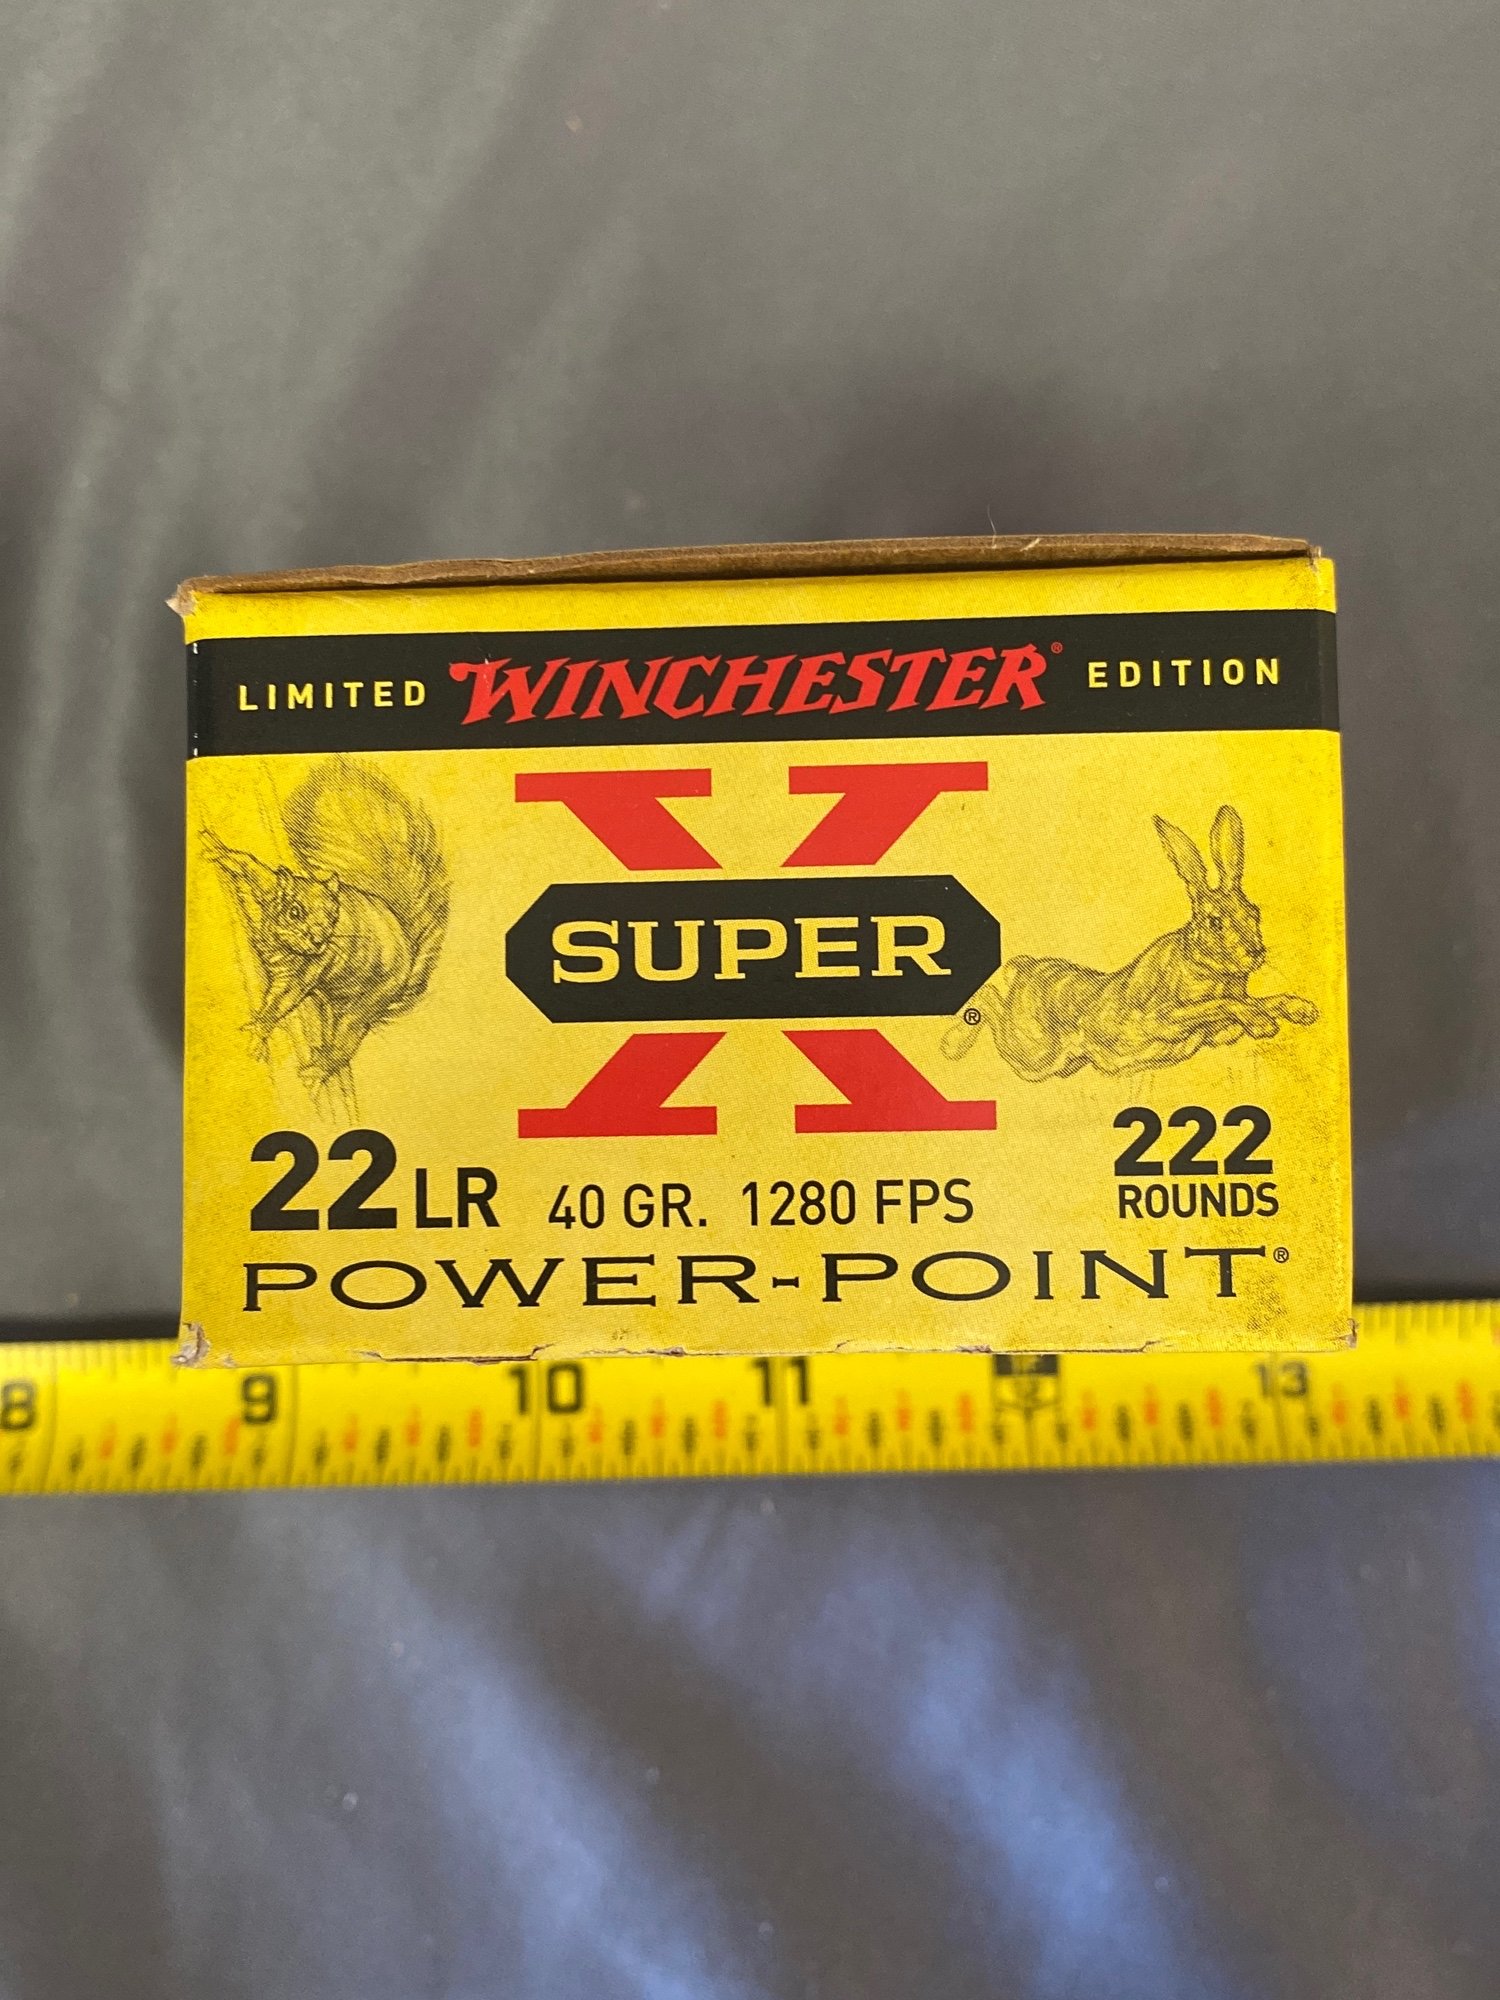 LIMITED WINCHESTER® EDITION
X
SUPER®
22 LR 40 GR. 1280 FPS
222
ROUNDS
POWER-POINT®
8 9 10 11 12 13